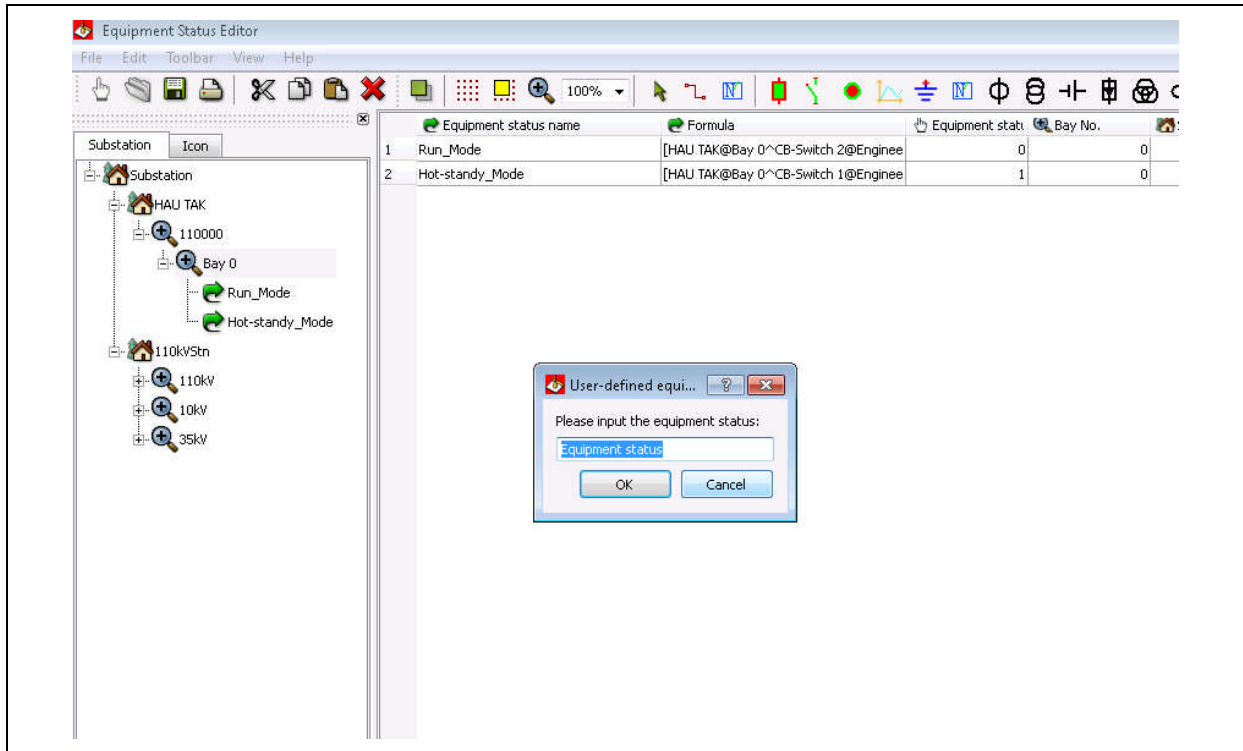 Equipment Status Editor
File Edit Toolbar View Help
100%
Substation Icon
Equipment status name Formula Equipment stat Bay No.
1 Run_Mode [HAU TAK@Bay 0^CB-Switch 2@Enginee 0 0
2 Hot-standy_Mode [HAU TAK@Bay 0^CB-Switch 1@Enginee 1 0
Substation
HAU TAK
110000
Bay 0
Run_Mode
Hot-standy_Mode
110kVStn
110kV
10kV
35kV
User-defined equi...
Please input the equipment status:
Equipment status
OK Cancel